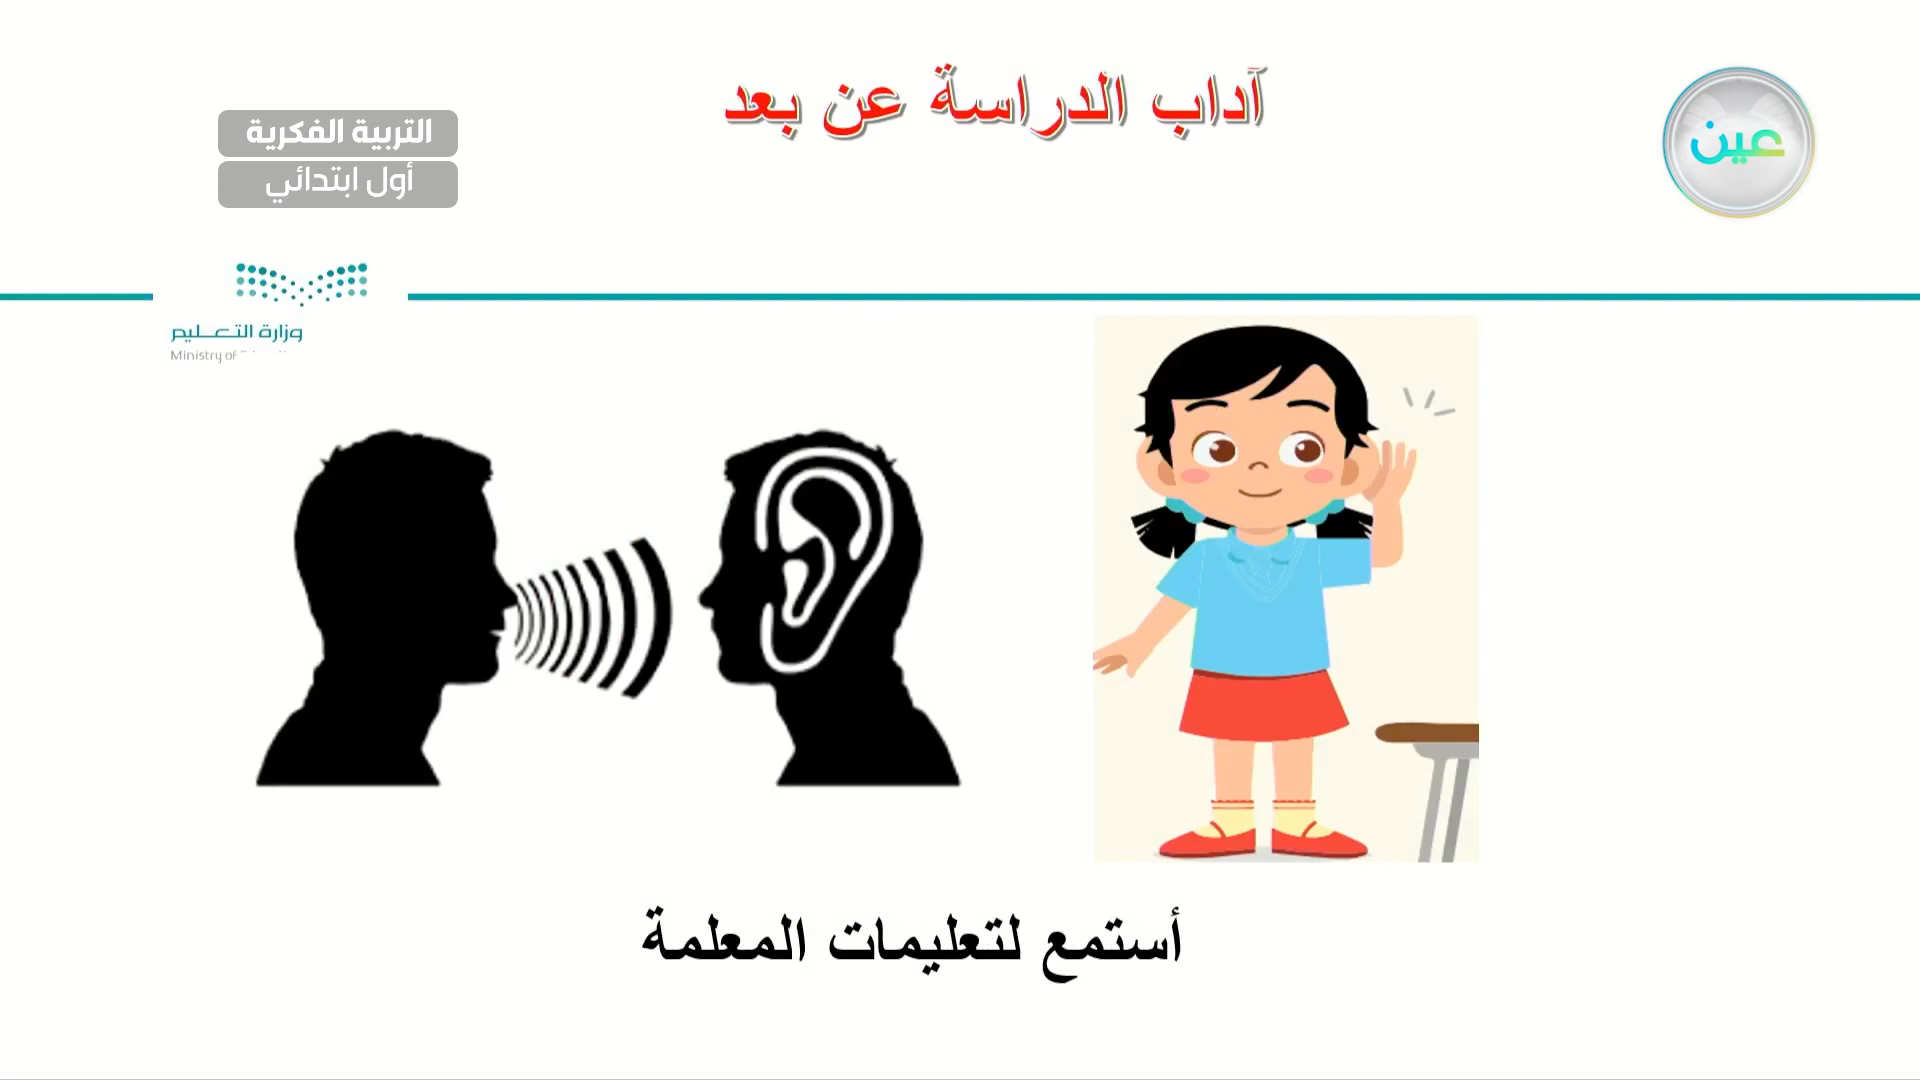 آداب الدراسة عن بعد
عين
التربية الفكرية
أول ابتدائي
وزارة التعليم
Ministry of
أستمع لتعليمات المعلمة